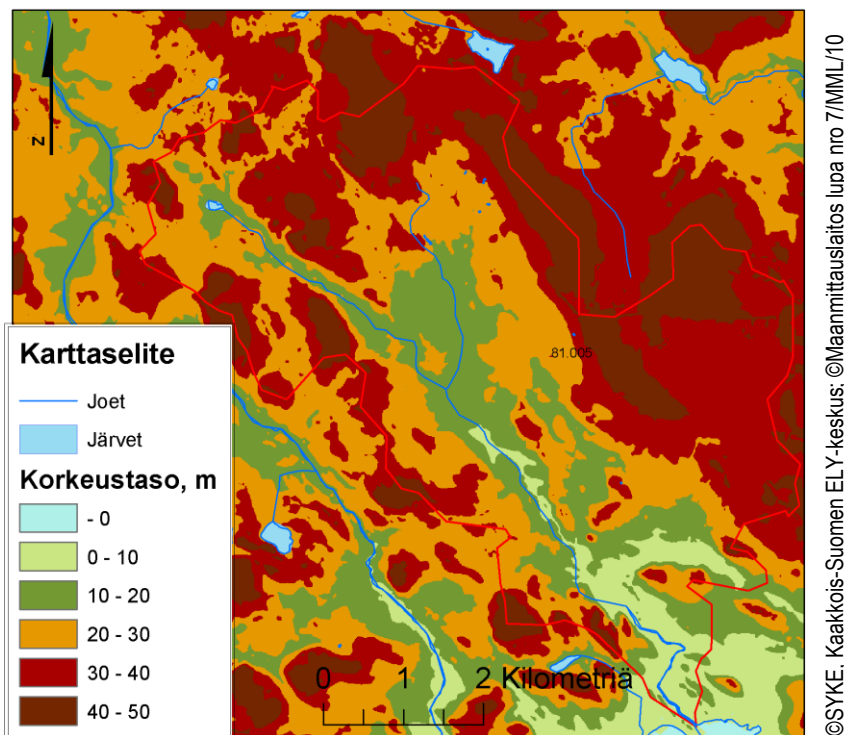 N
81.005
Karttaselite
Joet
Järvet
Korkeustaso, m
- 0
0 - 10
10 - 20
20 - 30
30 - 40
40 - 50
0 1 2 Kilometriä
©SYKE, Kaakkois-Suomen ELY-keskus; ©Maanmittauslaitos lupa nro 7/MML/10